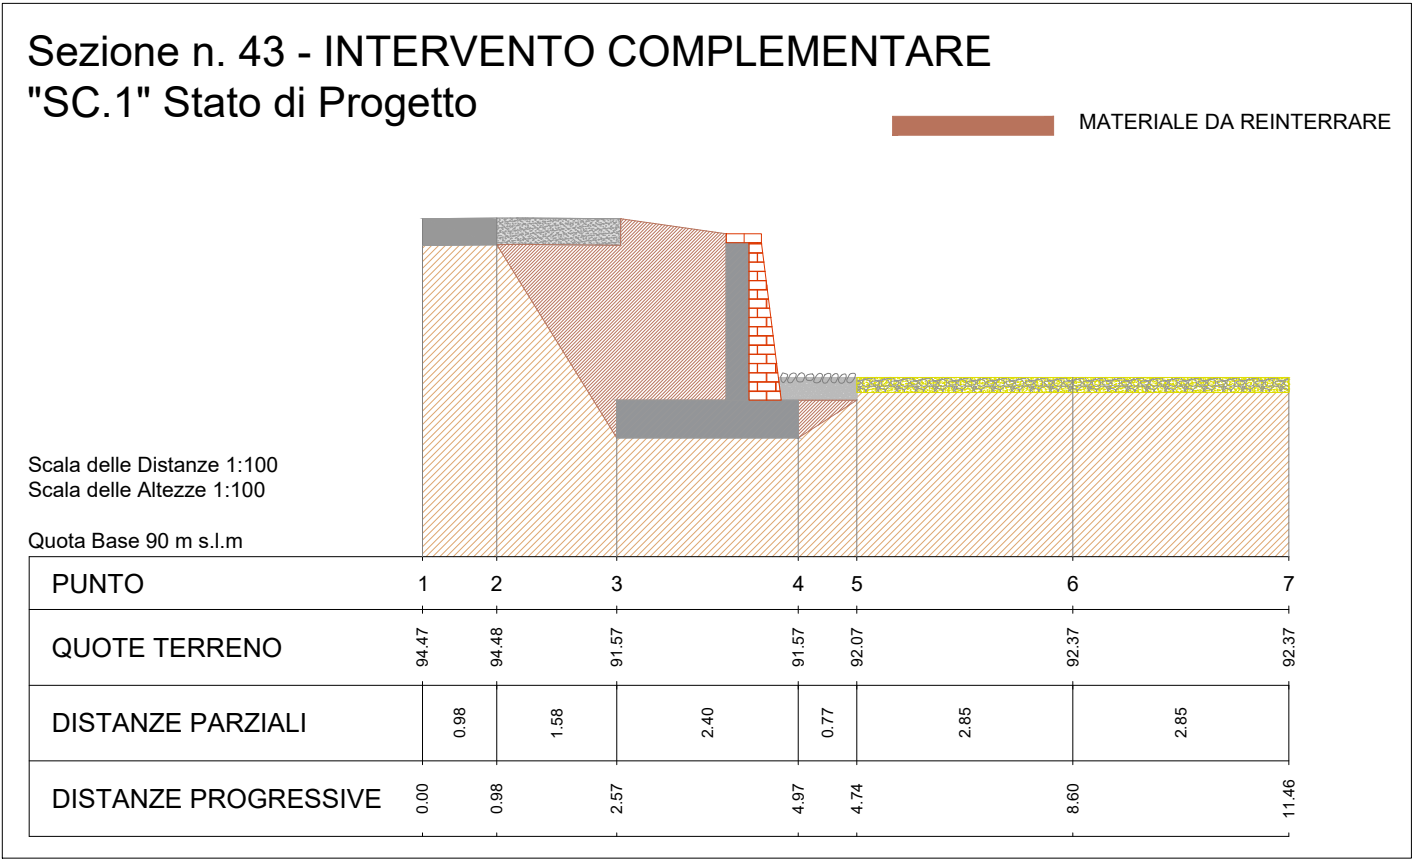 Sezione n. 43 - INTERVENTO COMPLEMENTARE
"SC.1" Stato di Progetto
MATERIALE DA REINTERRARE
Scala delle Distanze 1:100
Scala delle Altezze 1:100
Quota Base 90 m s.l.m
PUNTO 1 2 3 4 5 6 7
QUOTE TERRENO 94.47 94.48 91.57 91.57 92.07 92.37 92.37
DISTANZE PARZIALI 0.98 1.58 2.40 0.77 2.85 2.85
DISTANZE PROGRESSIVE 0.00 0.98 2.57 4.97 4.74 8.60 11.46